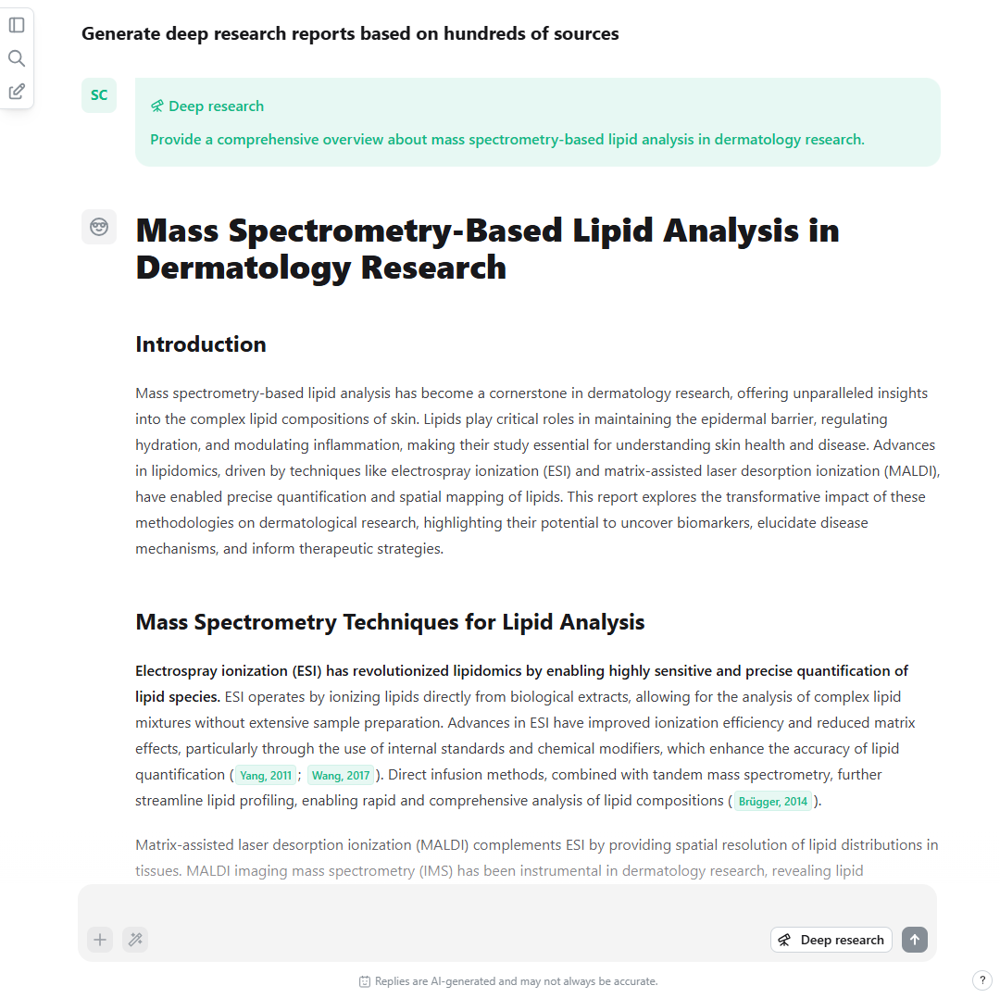 Generate deep research reports based on hundreds of sources
SC
Deep research
Provide a comprehensive overview about mass spectrometry-based lipid analysis in dermatology research.
Mass Spectrometry-Based Lipid Analysis in
Dermatology Research
Introduction
Mass spectrometry-based lipid analysis has become a cornerstone in dermatology research, offering unparalleled insights
into the complex lipid compositions of skin. Lipids play critical roles in maintaining the epidermal barrier, regulating
hydration, and modulating inflammation, making their study essential for understanding skin health and disease. Advances
in lipidomics, driven by techniques like electrospray ionization (ESI) and matrix-assisted laser desorption ionization (MALDI),
have enabled precise quantification and spatial mapping of lipids. This report explores the transformative impact of these
methodologies on dermatological research, highlighting their potential to uncover biomarkers, elucidate disease
mechanisms, and inform therapeutic strategies.
Mass Spectrometry Techniques for Lipid Analysis
Electrospray ionization (ESI) has revolutionized lipidomics by enabling highly sensitive and precise quantification of
lipid species. ESI operates by ionizing lipids directly from biological extracts, allowing for the analysis of complex lipid
mixtures without extensive sample preparation. Advances in ESI have improved ionization efficiency and reduced matrix
effects, particularly through the use of internal standards and chemical modifiers, which enhance the accuracy of lipid
quantification ( Yang, 2011 ; Wang, 2017 ). Direct infusion methods, combined with tandem mass spectrometry, further
streamline lipid profiling, enabling rapid and comprehensive analysis of lipid compositions ( Brügger, 2014 ).
Matrix-assisted laser desorption ionization (MALDI) complements ESI by providing spatial resolution of lipid distributions in
tissues. MALDI imaging mass spectrometry (IMS) has been instrumental in dermatology research, revealing lipid
Deep research
Replies are AI-generated and may not always be accurate.
?